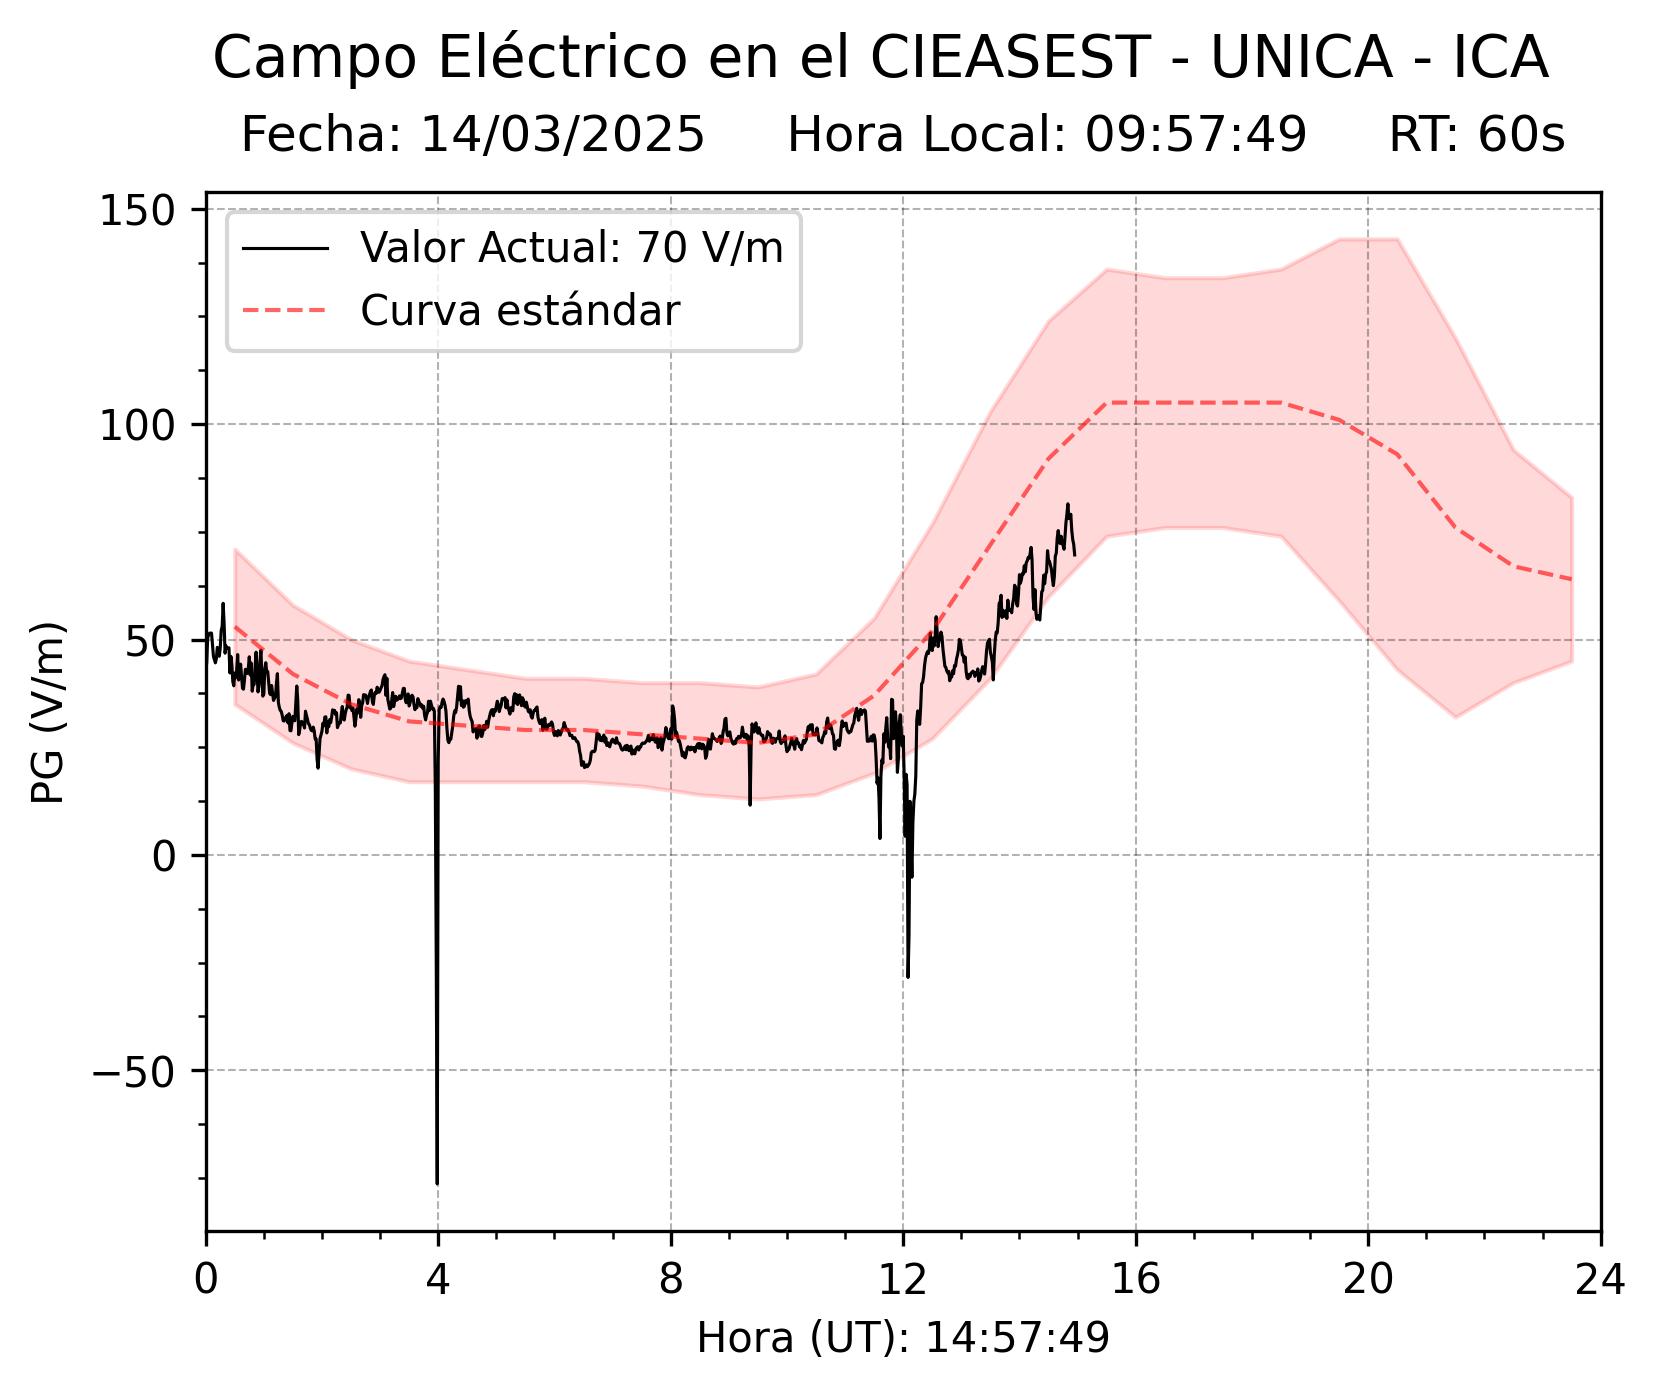 Campo Eléctrico en el CIEASEST - UNICA - ICA
Fecha: 14/03/2025 Hora Local: 09:57:49 RT: 60s
Valor Actual: 70 V/m
Curva estándar
150
100
50
0
−50
PG (V/m)
0 4 8 12 16 20 24
Hora (UT): 14:57:49